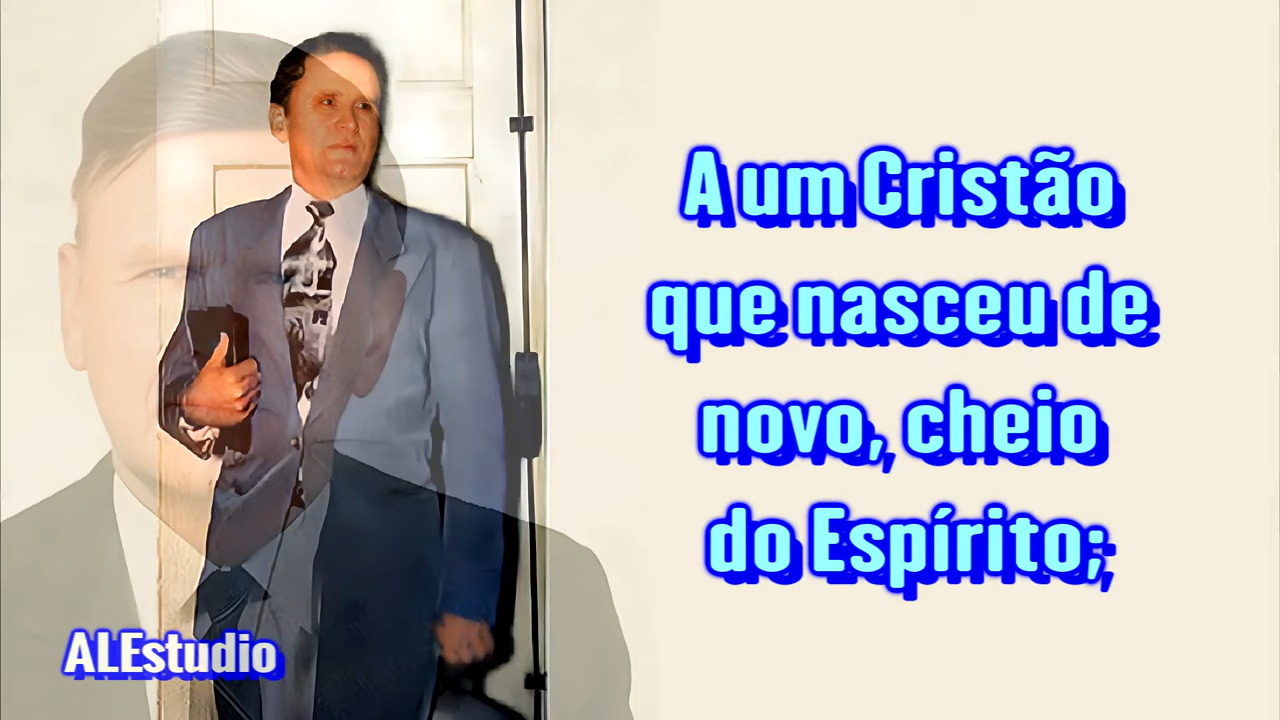 A um Cristão
que nasceu de
novo, cheio
do Espírito;
ALEstudio